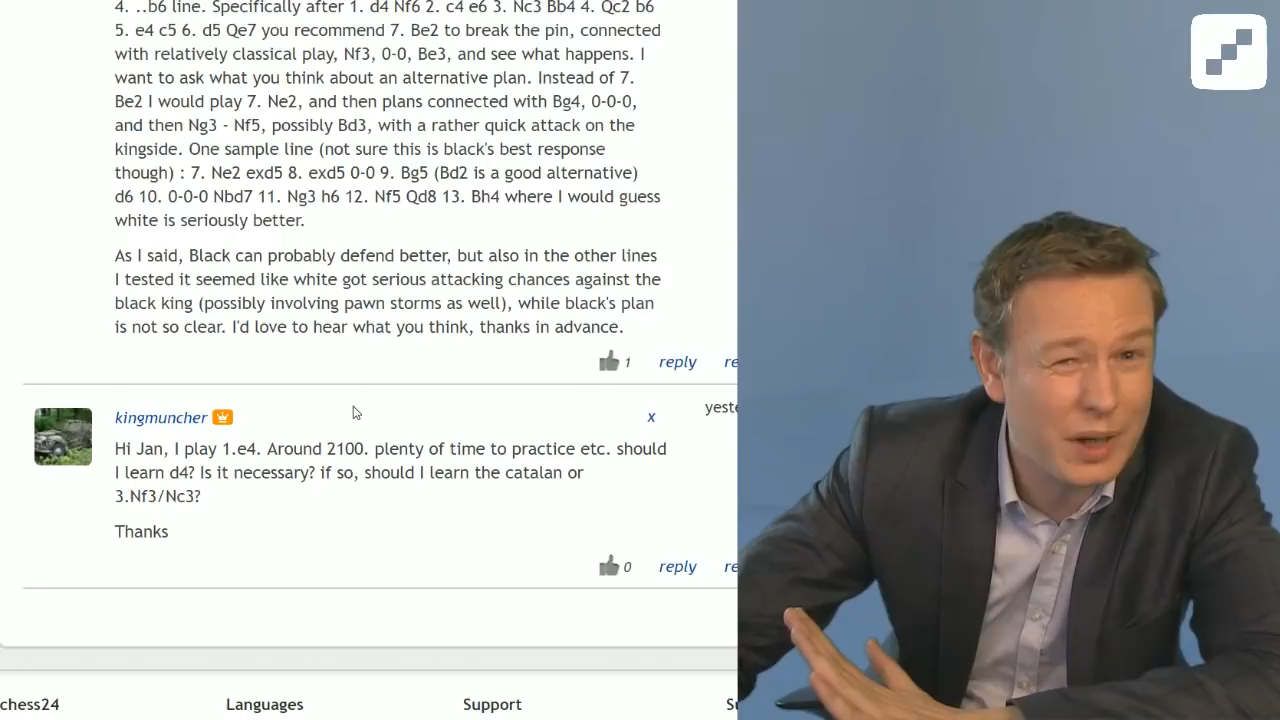 4. ..b6 line. Specifically after 1. d4 Nf6 2. c4 e6 3. Nc3 Bb4 4. Qc2 b6
5. e4 c5 6. d5 Qe7 you recommend 7. Be2 to break the pin, connected
with relatively classical play, Nf3, 0-0, Be3, and see what happens. I
want to ask what you think about an alternative plan. Instead of 7.
Be2 I would play 7. Ne2, and then plans connected with Bg4, 0-0-0,
and then Ng3 - Nf5, possibly Bd3, with a rather quick attack on the
kingside. One sample line (not sure this is black's best response
though) : 7. Ne2 exd5 8. exd5 0-0 9. Bg5 (Bd2 is a good alternative)
d6 10. 0-0-0 Nbd7 11. Ng3 h6 12. Nf5 Qd8 13. Bh4 where I would guess
white is seriously better.
As I said, Black can probably defend better, but also in the other lines
I tested it seemed like white got serious attacking chances against the
black king (possibly involving pawn storms as well), while black's plan
is not so clear. I'd love to hear what you think, thanks in advance.
1 reply re
kingmuncher x yeste
Hi Jan, I play 1.e4. Around 2100. plenty of time to practice etc. should
I learn d4? Is it necessary? if so, should I learn the catalan or
3.Nf3/Nc3?
Thanks
0 reply re
chess24 Languages Support Su